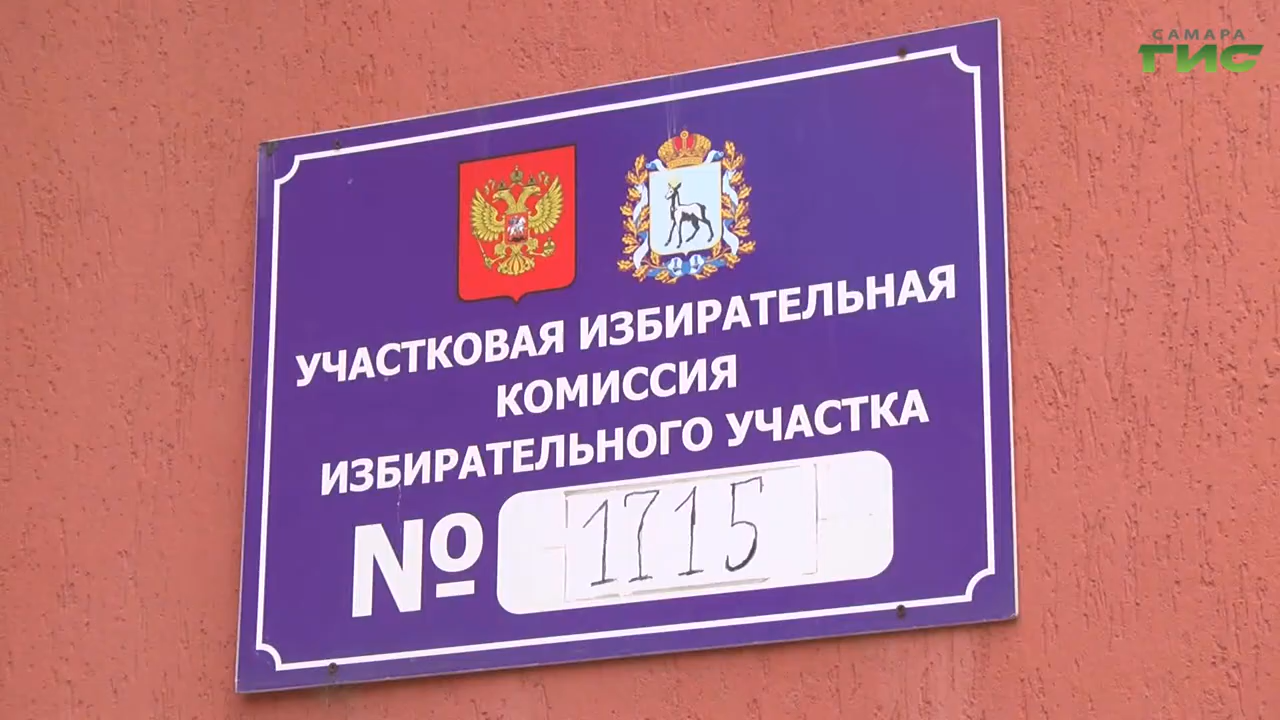 САМАРА
ГИС
УЧАСТКОВАЯ ИЗБИРАТЕЛЬНАЯ
КОМИССИЯ
ИЗБИРАТЕЛЬНОГО УЧАСТКА
№ 1715